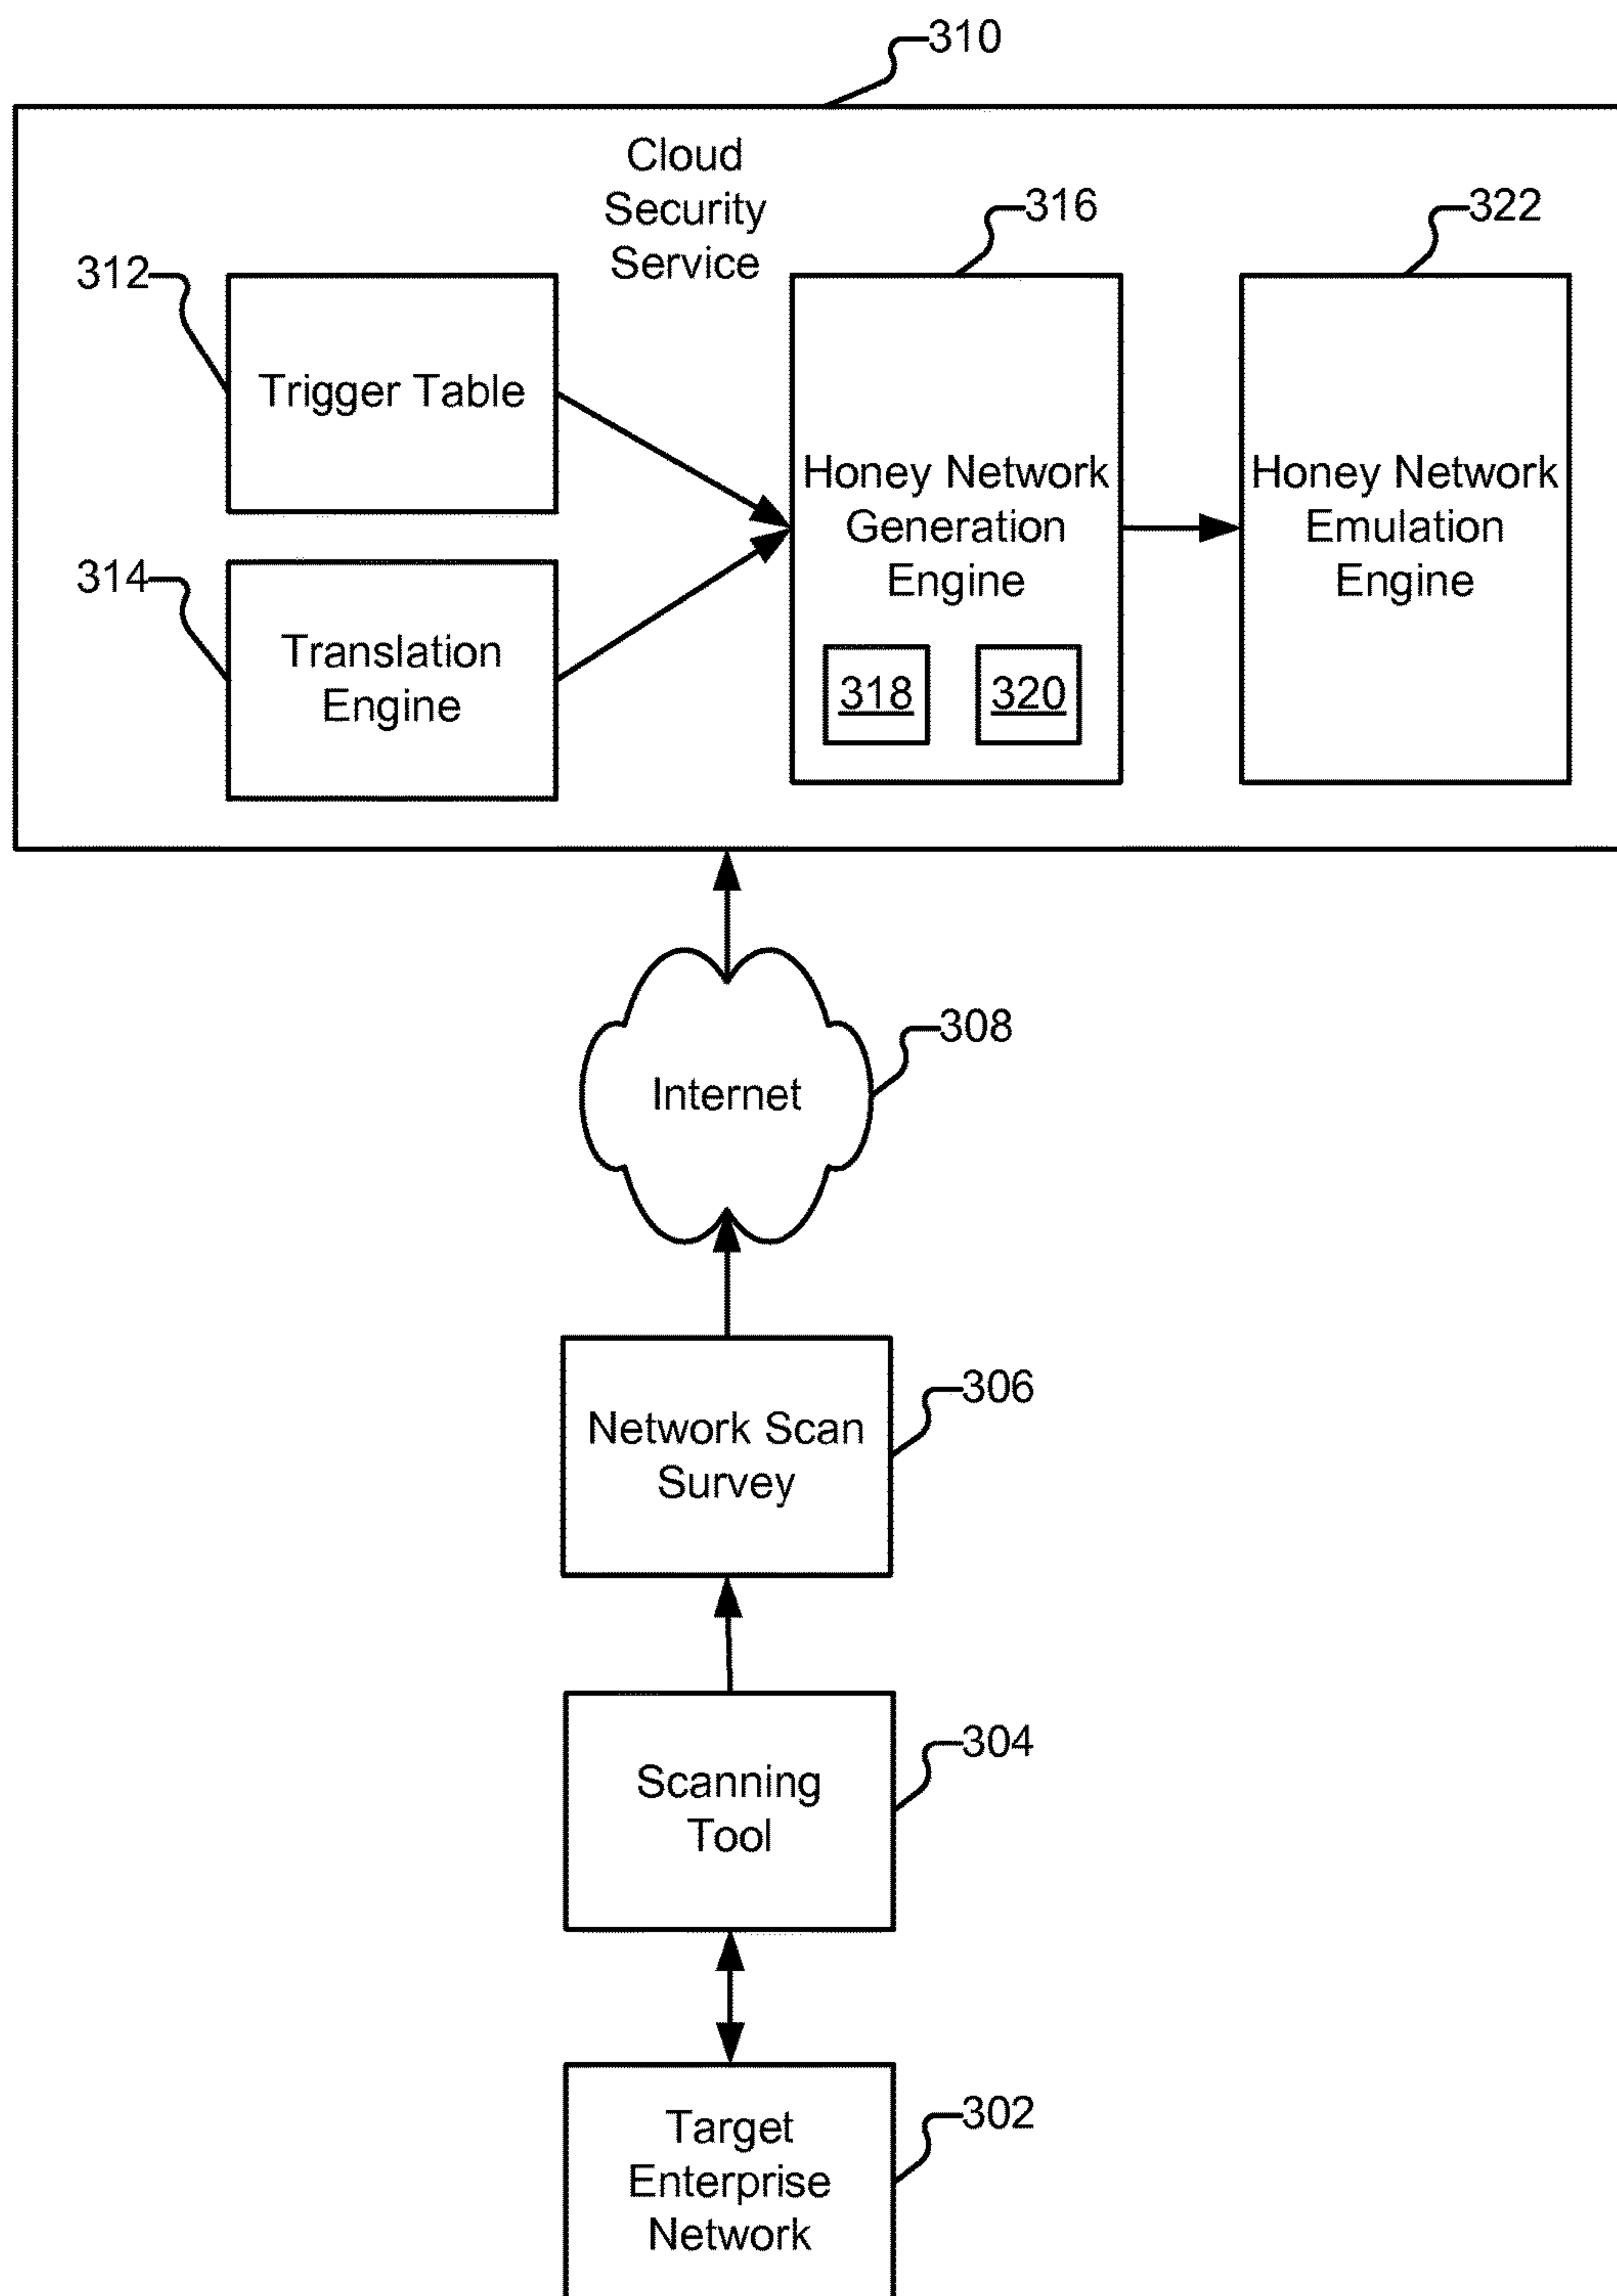 310
Cloud
Security
Service
312
316
322
Trigger Table
314
Translation
Engine
Honey Network
Generation
Engine
318
320
Honey Network
Emulation
Engine
308
Internet
306
Network Scan
Survey
304
Scanning
Tool
302
Target
Enterprise
Network